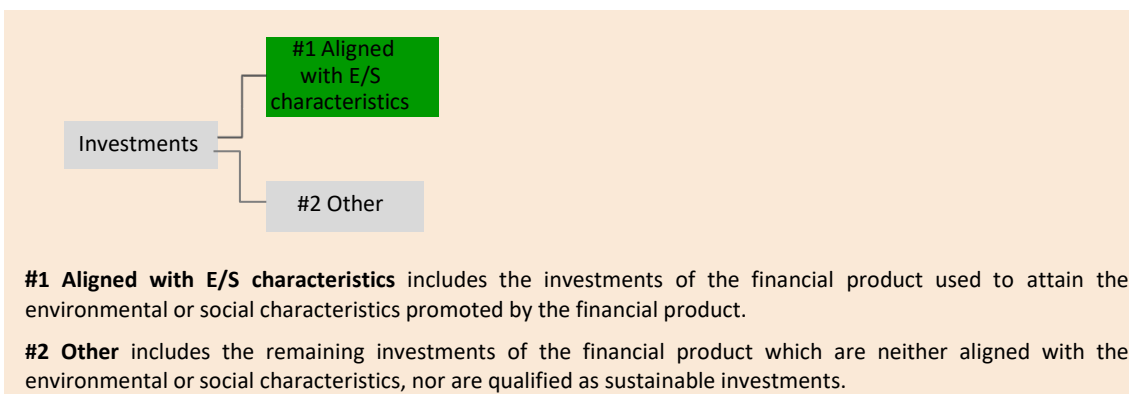 #1 Aligned
with E/S
characteristics
Investments
#2 Other
#1 Aligned with E/S characteristics includes the investments of the financial product used to attain the
environmental or social characteristics promoted by the financial product.
#2 Other includes the remaining investments of the financial product which are neither aligned with the
environmental or social characteristics, nor are qualified as sustainable investments.